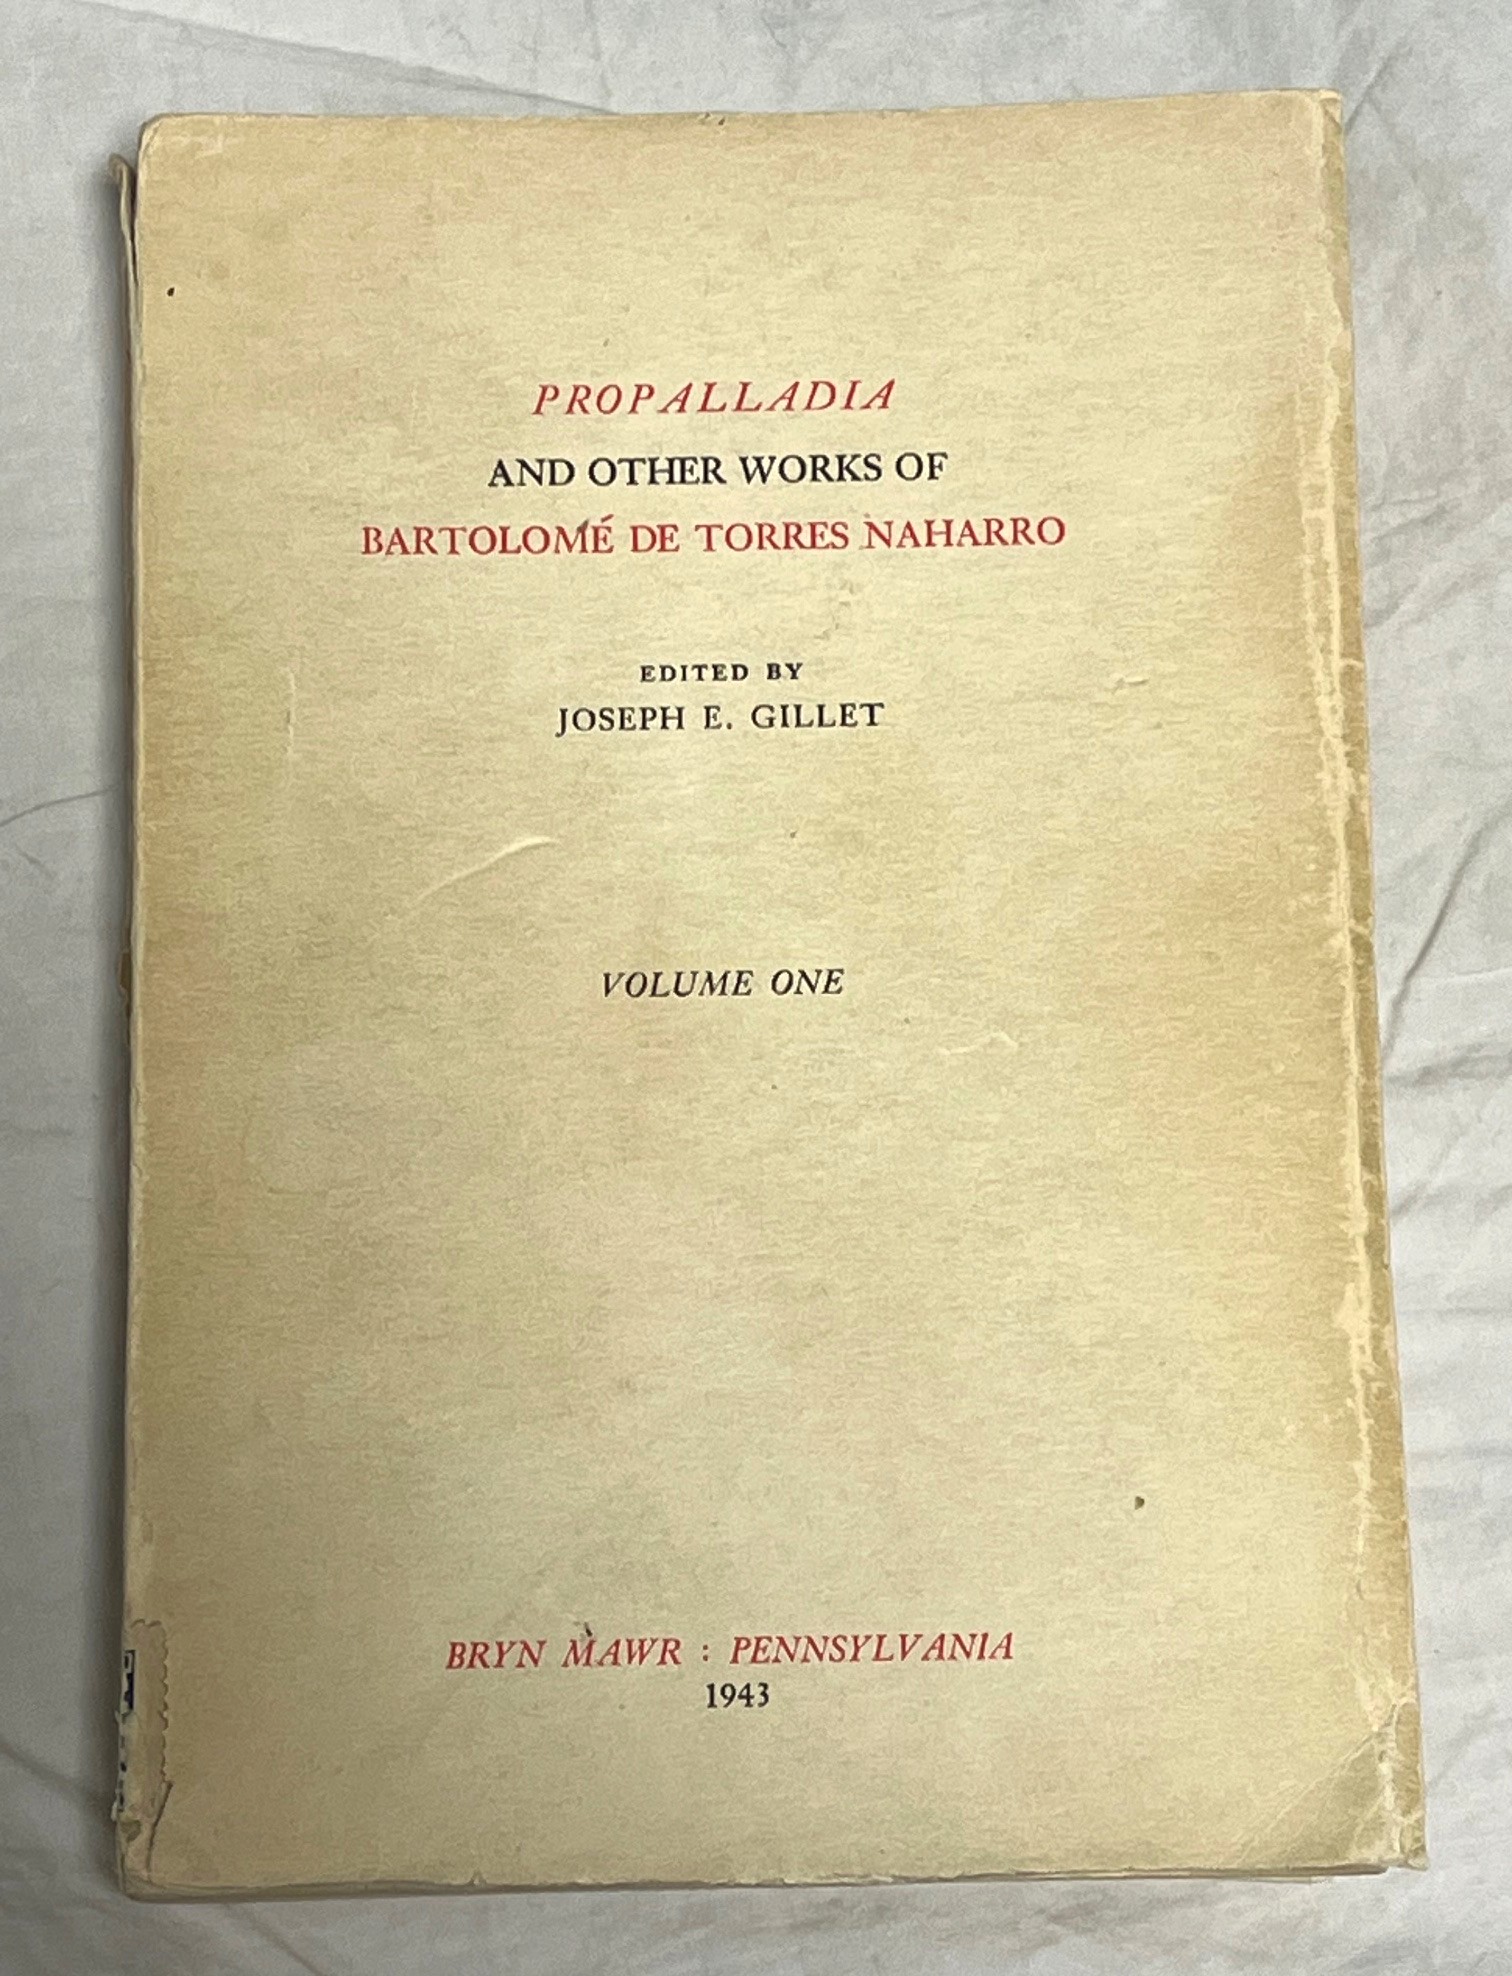 PROPALLADIA
AND OTHER WORKS OF
BARTOLOMÉ DE TORRES NAHARRO
EDITED BY
JOSEPH E. GILLET
VOLUME ONE
BRYN MAWR : PENNSYLVANIA
1943